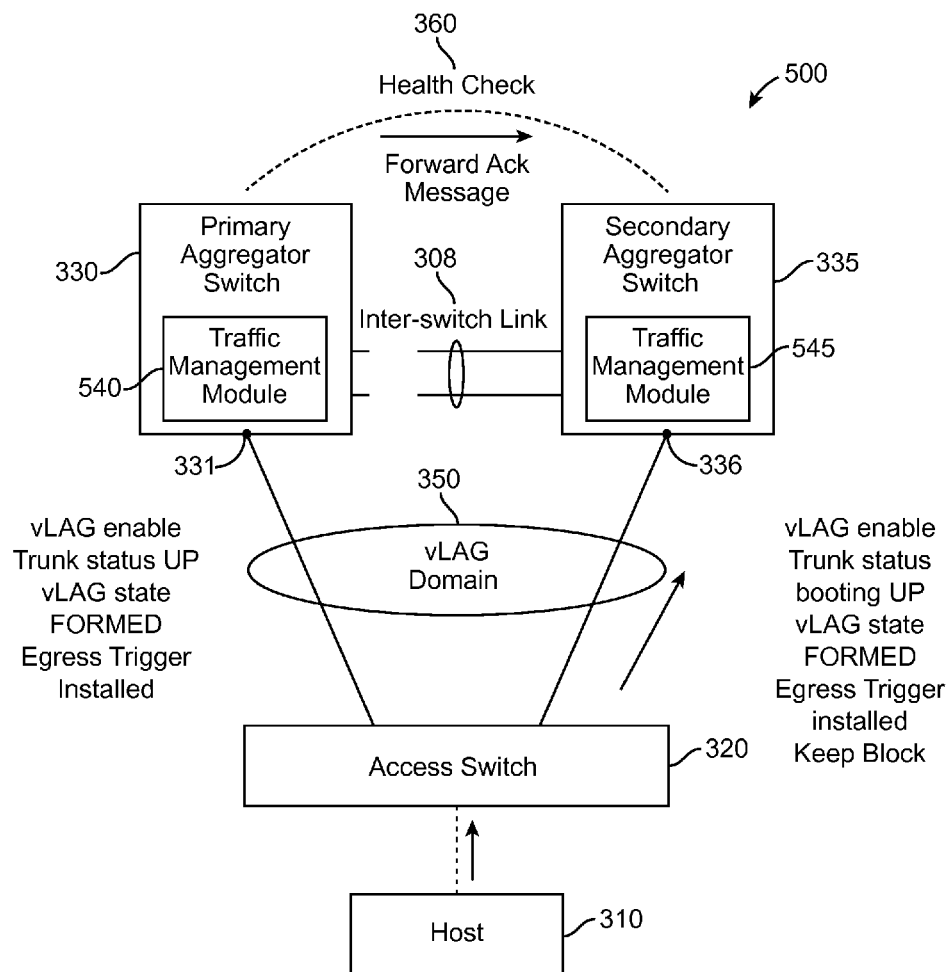 360
Health Check
500
Forward Ack
Message
Primary
Aggregator
Switch
330
Secondary
Aggregator
Switch
335
308
Inter-switch Link
Traffic
Management
Module
540
Traffic
Management
Module
545
331
336
350
vLAG
Domain
vLAG enable
Trunk status UP
vLAG state
FORMED
Egress Trigger
Installed
vLAG enable
Trunk status
booting UP
vLAG state
FORMED
Egress Trigger
installed
Keep Block
Access Switch
320
Host
310